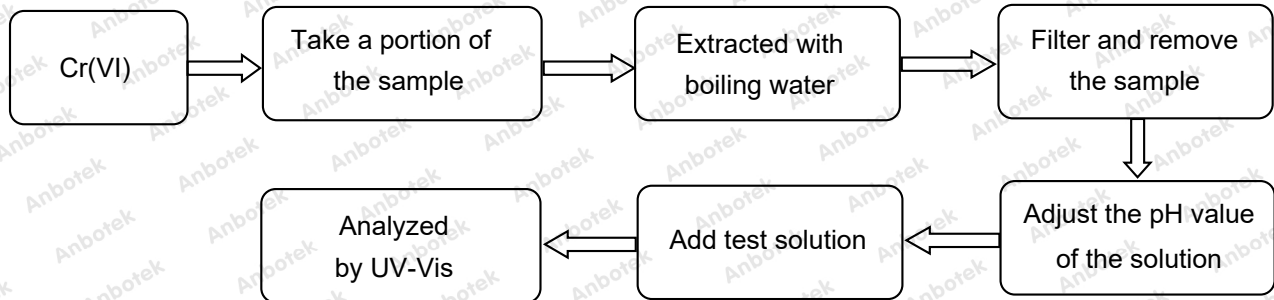 Cr(VI)
Take a portion of
the sample
Extracted with
boiling water
Filter and remove
the sample
Adjust the pH value
of the solution
Add test solution
Analyzed
by UV-Vis
Anbotek